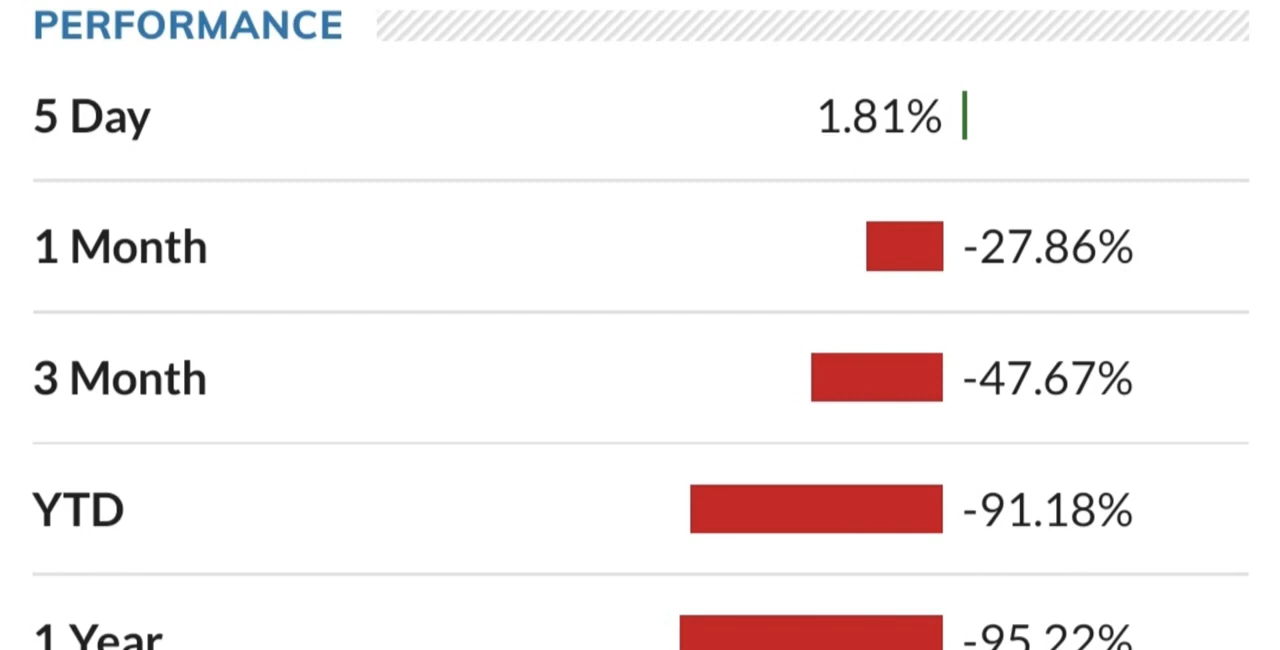 PERFORMANCE
5 Day 1.81%
1 Month -27.86%
3 Month -47.67%
YTD -91.18%
1 Year -95.22%